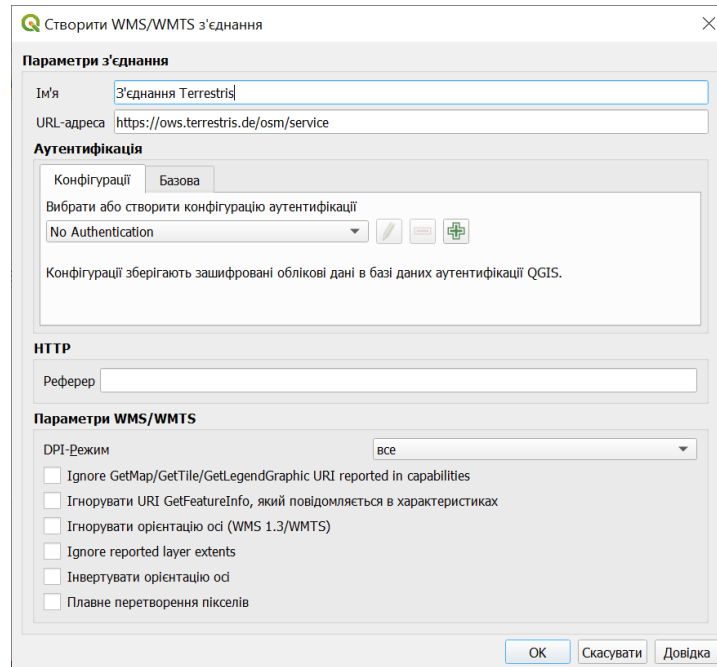 Створити WMS/WMTS з'єднання
Параметри з'єднання
Ім'я З'єднання Terrestris
URL-адреса https://ows.terrestris.de/osm/service
Аутентифікація
Конфігурації Базова
Вибрати або створити конфігурацію аутентифікації
No Authentication
Конфігурації зберігають зашифровані облікові дані в базі даних аутентифікації QGIS.
HTTP
Реферер
Параметри WMS/WMTS
DPI-Режим все
Ignore GetMap/GetTile/GetLegendGraphic URI reported in capabilities
Ігнорувати URI GetFeatureInfo, який повідомляється в характеристиках
Ігнорувати орієнтацію осі (WMS 1.3/WMTS)
Ignore reported layer extents
Інвертувати орієнтацію осі
Плавне перетворення пікселів
OK Скасувати Довідка